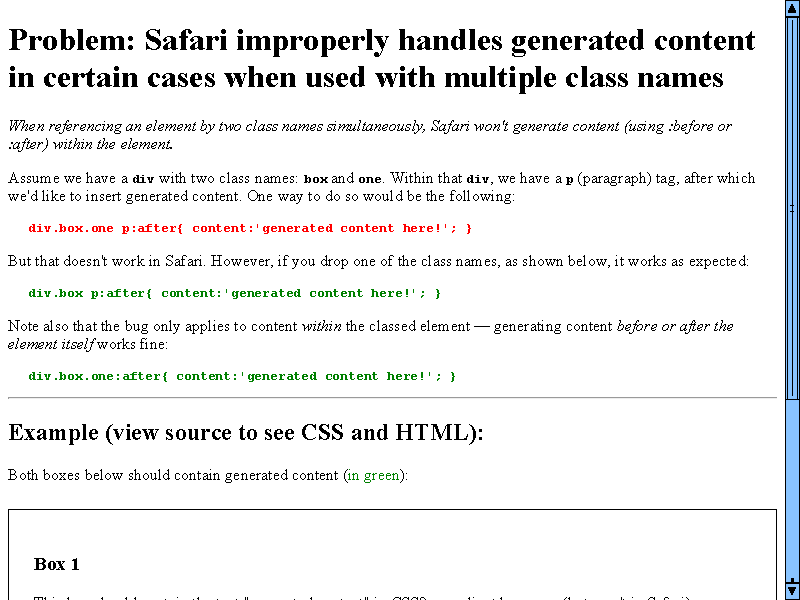 Problem: Safari improperly handles generated content
in certain cases when used with multiple class names
When referencing an element by two class names simultaneously, Safari won't generate content (using :before or
:after) within the element.
Assume we have a div with two class names: box and one. Within that div, we have a p (paragraph) tag, after which
we'd like to insert generated content. One way to do so would be the following:
div.box.one p:after{ content:'generated content here!'; }
But that doesn't work in Safari. However, if you drop one of the class names, as shown below, it works as expected:
div.box p:after{ content:'generated content here!'; }
Note also that the bug only applies to content within the classed element — generating content before or after the
element itself works fine:
div.box.one:after{ content:'generated content here!'; }
Example (view source to see CSS and HTML):
Both boxes below should contain generated content (in green):
Box 1